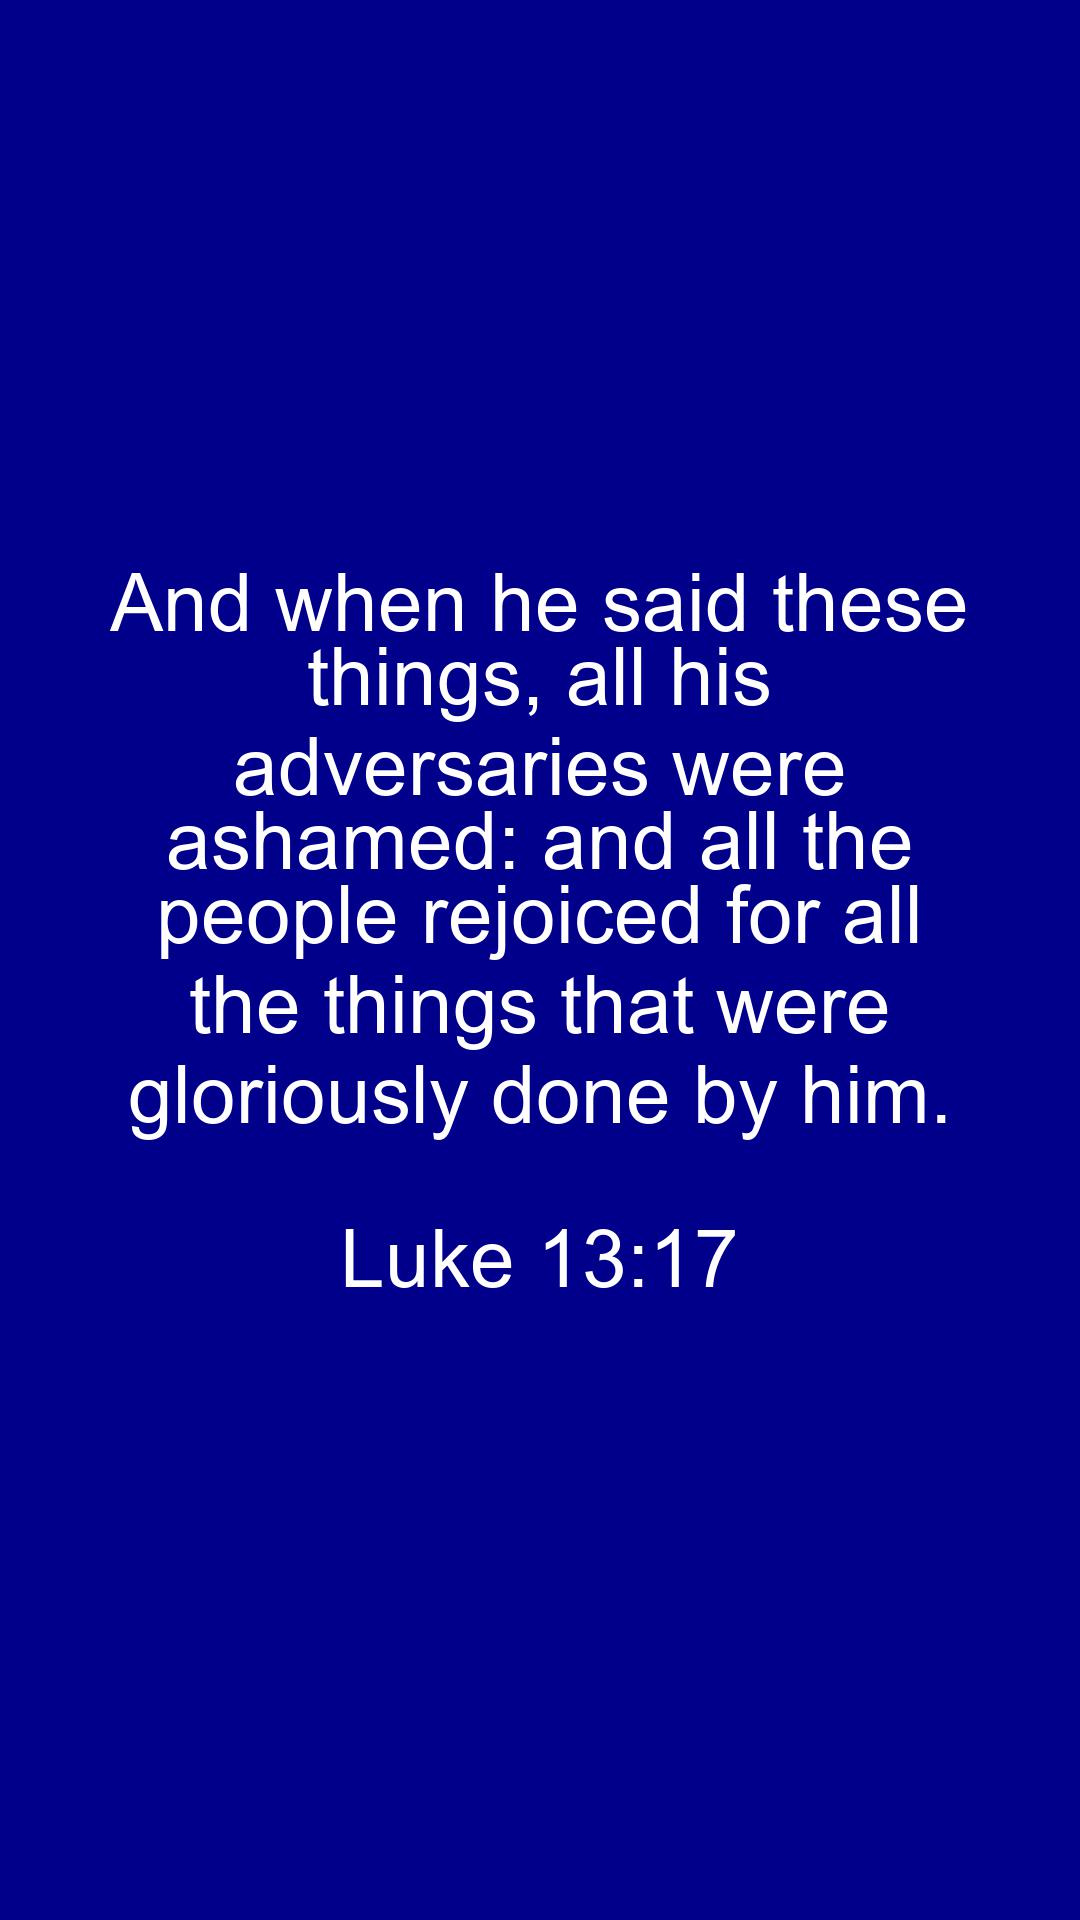 And when he said these
things, all his
adversaries were
ashamed: and all the
people rejoiced for all
the things that were
gloriously done by him.
Luke 13:17